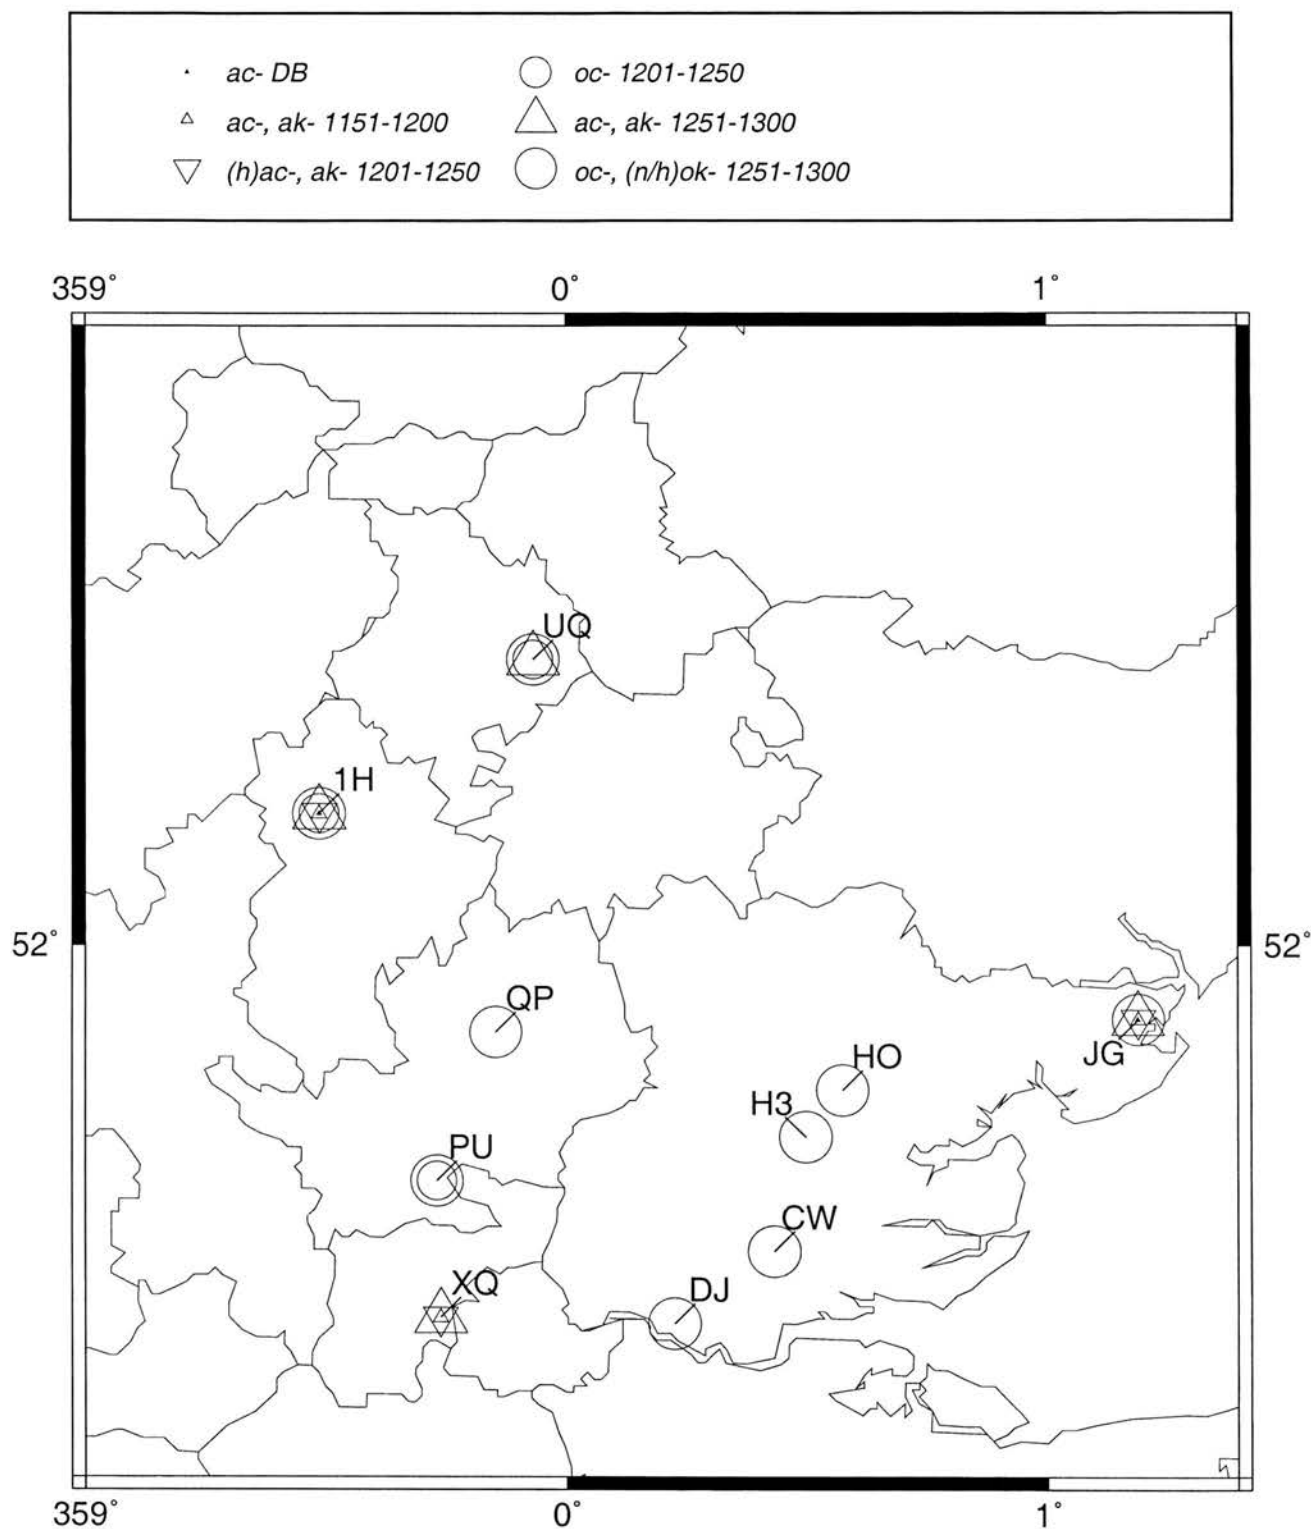 ac- DB
oc- 1201-1250
ac-, ak- 1151-1200
ac-, ak- 1251-1300
(h)ac-, ak- 1201-1250
oc-, (n/h)ok- 1251-1300
359° 0° 1°
UQ
1H
52° 52°
QP
JG
HO
H3
PU
CW
XQ
DJ
359° 0° 1°